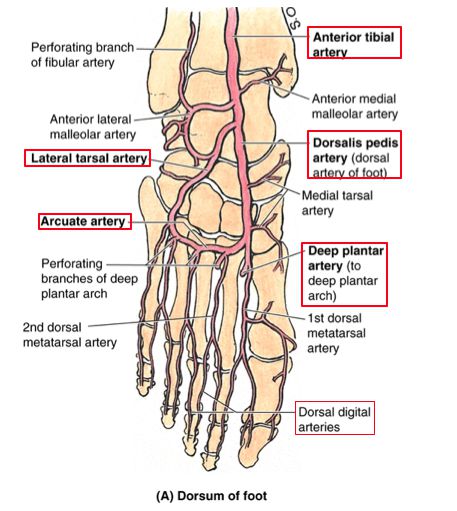 OS
Anterior tibial
artery
Perforating branch
of fibular artery
Anterior medial
malleolar artery
Anterior lateral
malleolar artery
Dorsalis pedis
artery (dorsal
artery of foot)
Lateral tarsal artery
Medial tarsal
artery
Arcuate artery
Deep plantar
artery (to
deep plantar
arch)
Perforating
branches of deep
plantar arch
1st dorsal
metatarsal
artery
2nd dorsal
metatarsal artery
Dorsal digital
arteries
(A) Dorsum of foot